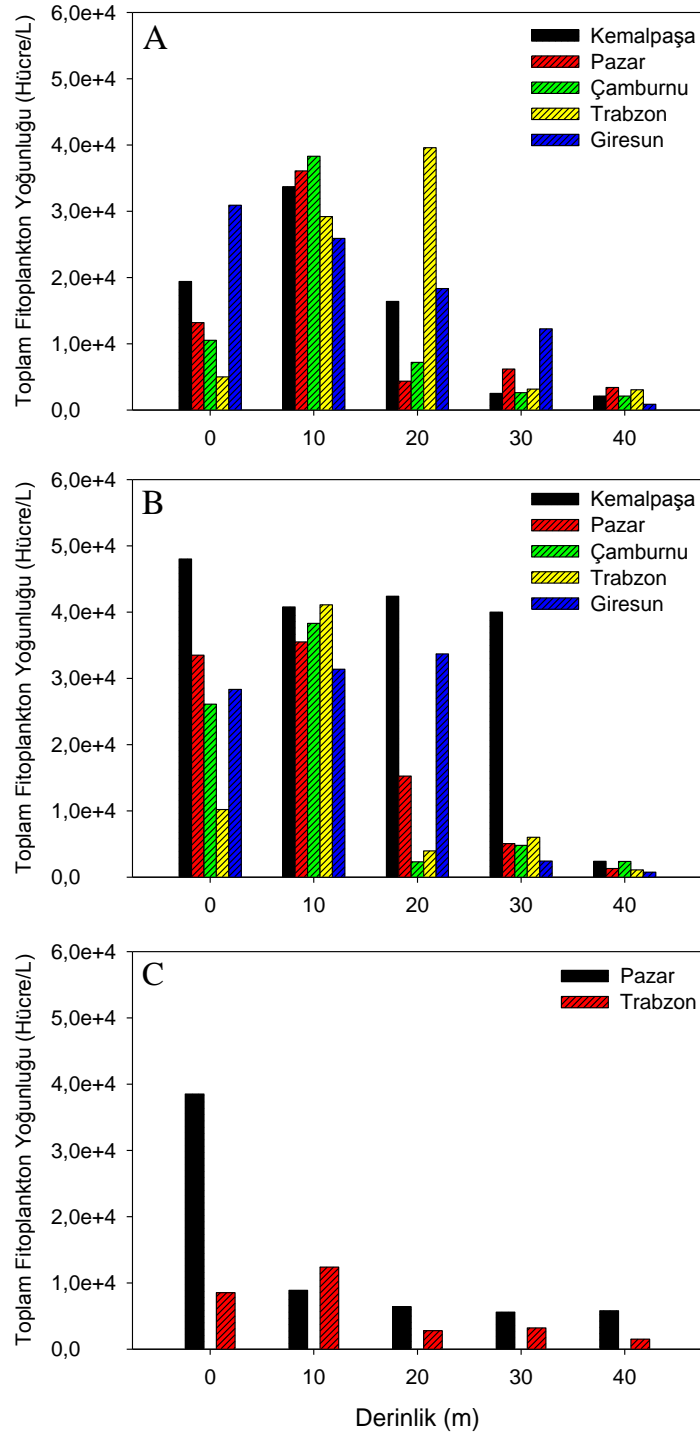 A
Toplam Fitoplankton Yoğunluğu (Hücre/L)
6,0e+4
5,0e+4
4,0e+4
3,0e+4
2,0e+4
1,0e+4
0,0
Kemalpaşa
Pazar
Çamburnu
Trabzon
Giresun
0 10 20 30 40
B
Toplam Fitoplankton Yoğunluğu (Hücre/L)
6,0e+4
5,0e+4
4,0e+4
3,0e+4
2,0e+4
1,0e+4
0,0
Kemalpaşa
Pazar
Çamburnu
Trabzon
Giresun
0 10 20 30 40
C
Toplam Fitoplankton Yoğunluğu (Hücre/L)
6,0e+4
5,0e+4
4,0e+4
3,0e+4
2,0e+4
1,0e+4
0,0
Pazar
Trabzon
0 10 20 30 40
Derinlik (m)